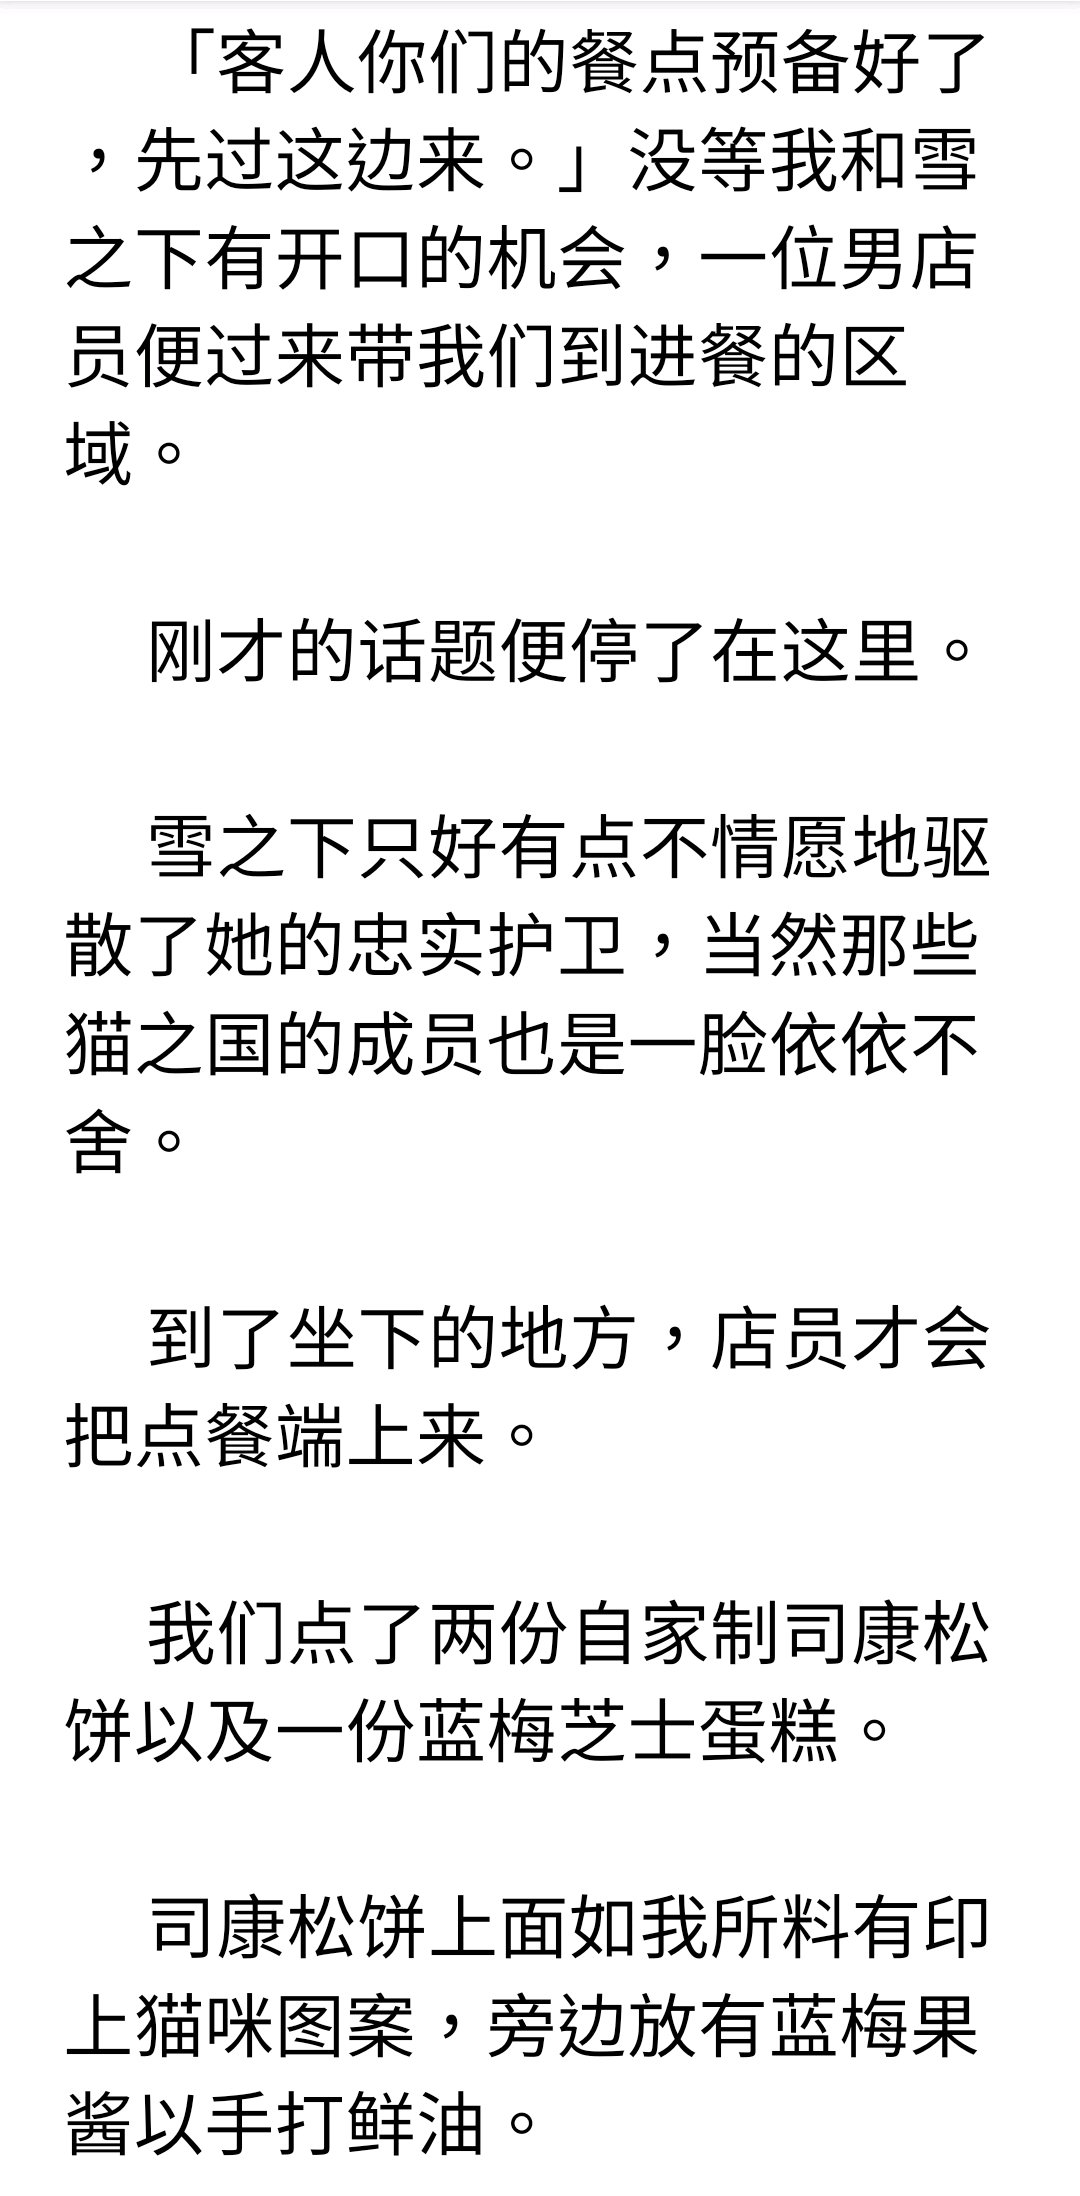 「客人你们的餐点预备好了
，先过这边来。」没等我和雪
之下有开口的机会，一位男店
员便过来带我们到进餐的区
域。
刚才的话题便停了在这里。
雪之下只好有点不情愿地驱
散了她的忠实护卫，当然那些
猫之国的成员也是一脸依依不
舍。
到了坐下的地方，店员才会
把点餐端上来。
我们点了两份自家制司康松
饼以及一份蓝梅芝士蛋糕。
司康松饼上面如我所料有印
上猫咪图案，旁边放有蓝梅果
酱以手打鲜油。